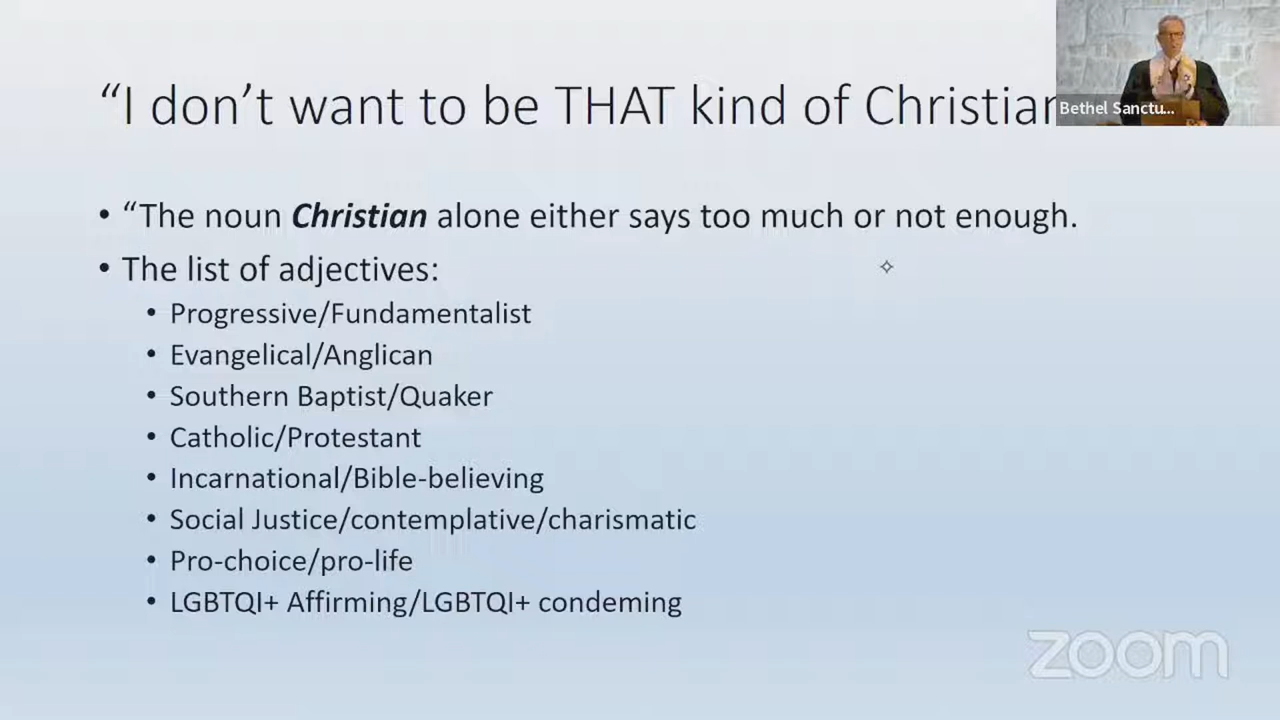 “I don’t want to be THAT kind of Christian
Bethel Sanctu...
• “The noun Christian alone either says too much or not enough.
• The list of adjectives:
• Progressive/Fundamentalist
• Evangelical/Anglican
• Southern Baptist/Quaker
• Catholic/Protestant
• Incarnational/Bible-believing
• Social Justice/contemplative/charismatic
• Pro-choice/pro-life
• LGBTQI+ Affirming/LGBTQI+ condeming
zoom